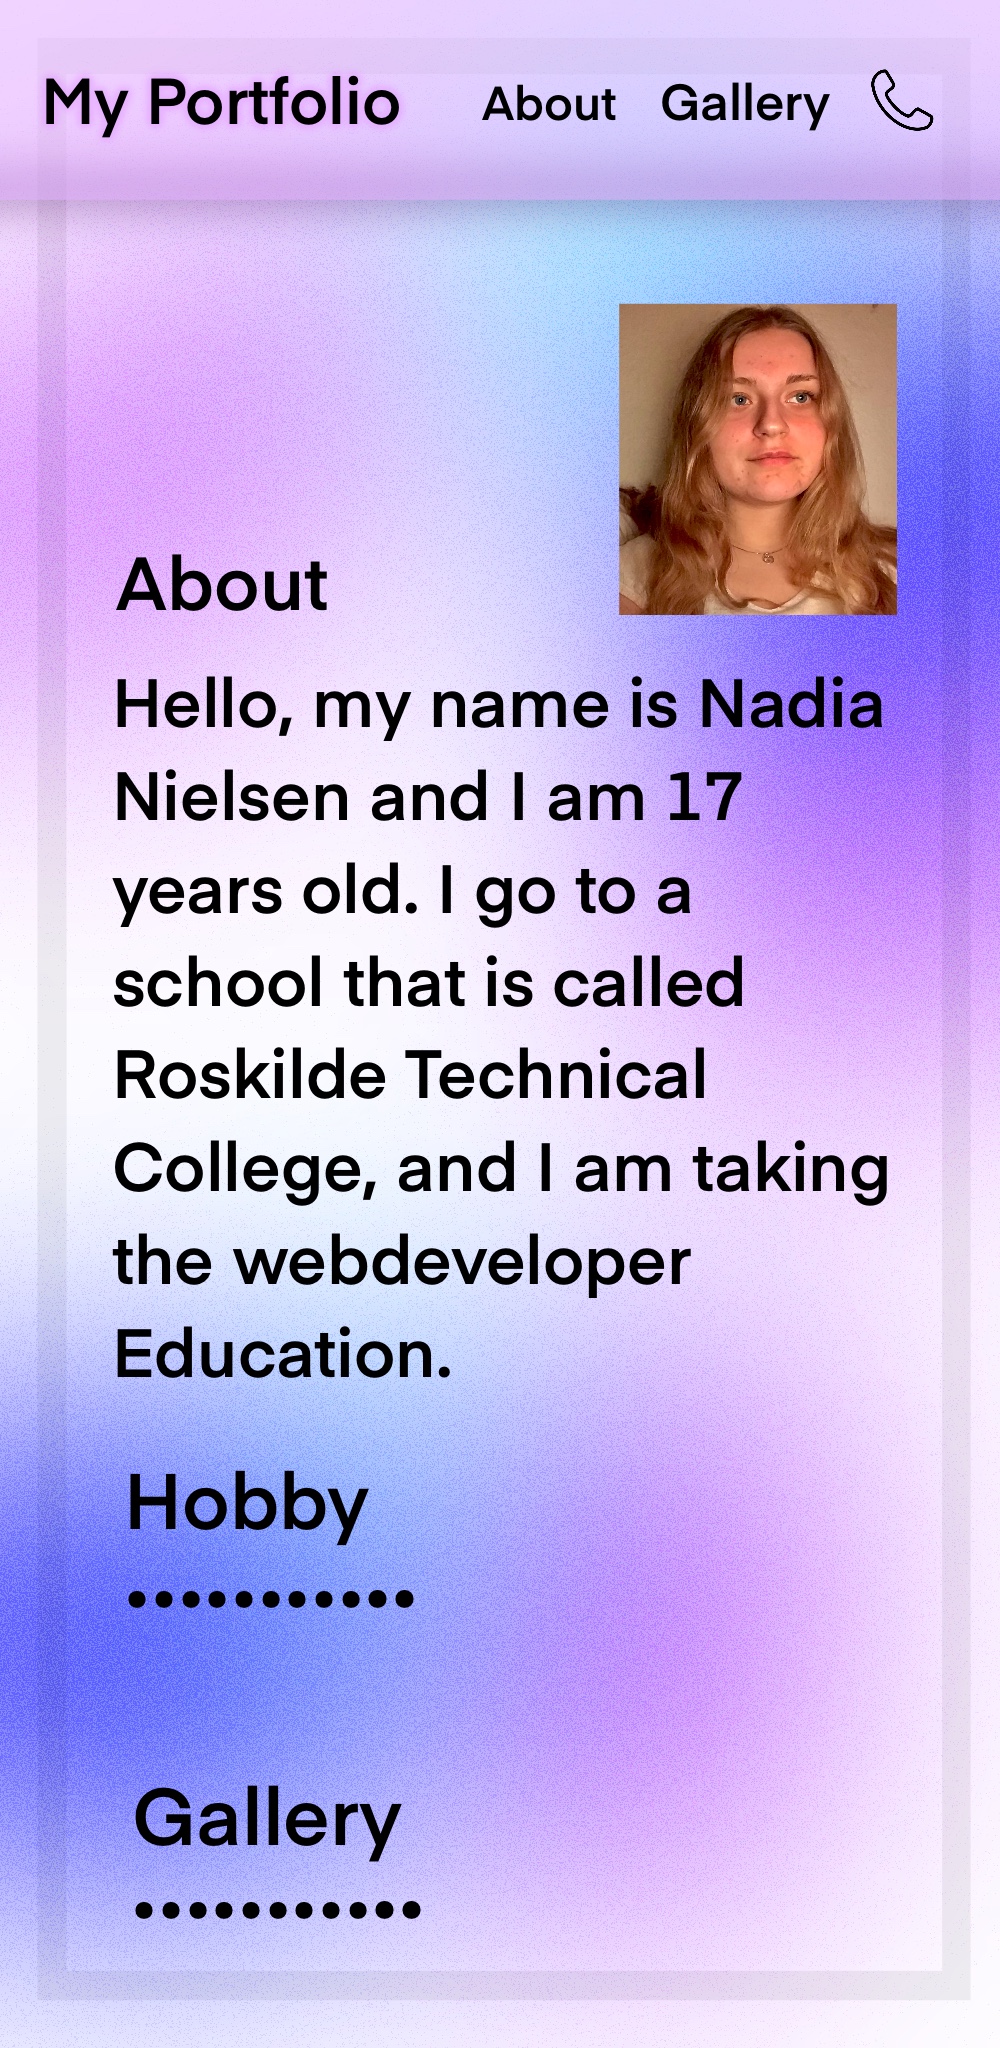 My Portfolio About Gallery
About
Hello, my name is Nadia
Nielsen and I am 17
years old. I go to a
school that is called
Roskilde Technical
College, and I am taking
the webdeveloper
Education.
Hobby
...........
Gallery
...........